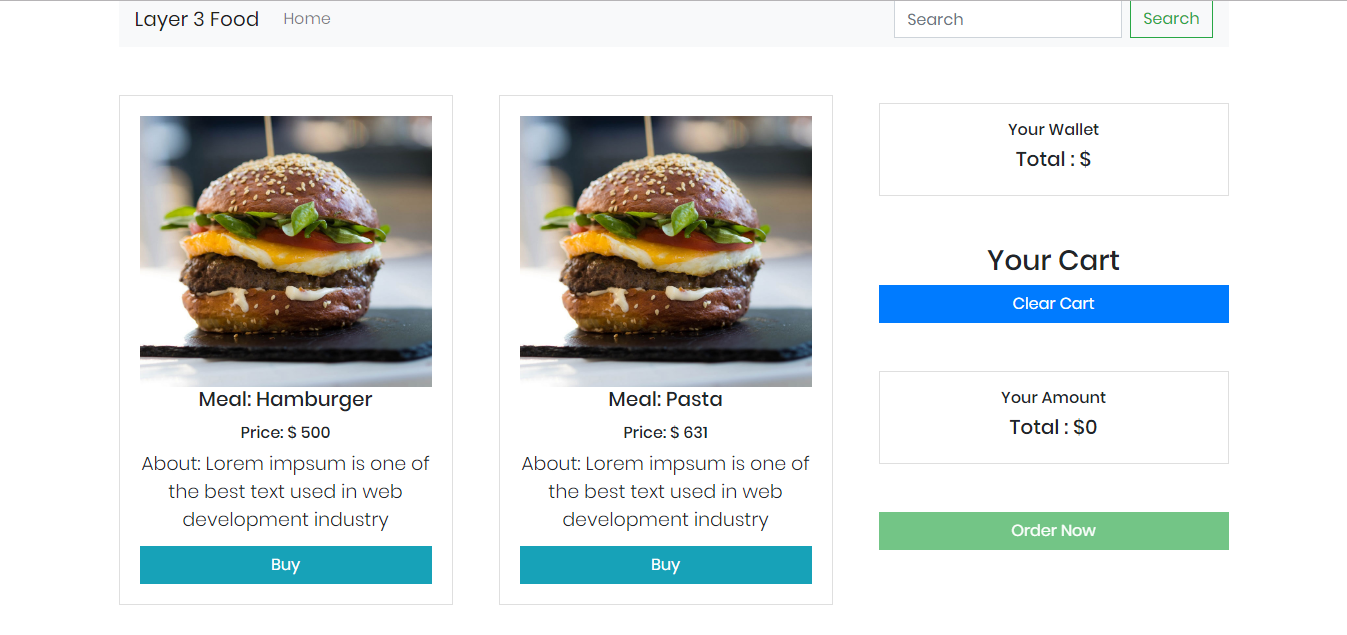 Layer 3 Food Home Search Search
Meal: Hamburger
Price: $ 500
About: Lorem impsum is one of
the best text used in web
development industry
Buy
Meal: Pasta
Price: $ 631
About: Lorem impsum is one of
the best text used in web
development industry
Buy
Your Wallet
Total : $
Your Cart
Clear Cart
Your Amount
Total : $0
Order Now